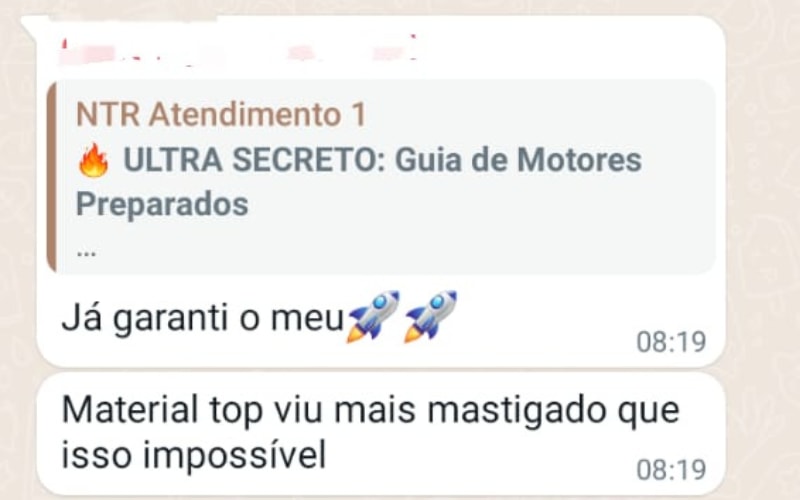 NTR Atendimento 1
🔥 ULTRA SECRETO: Guia de Motores
Preparados
...
Já garanti o meu🚀🚀
08:19
Material top viu mais mastigado que
isso impossível
08:19